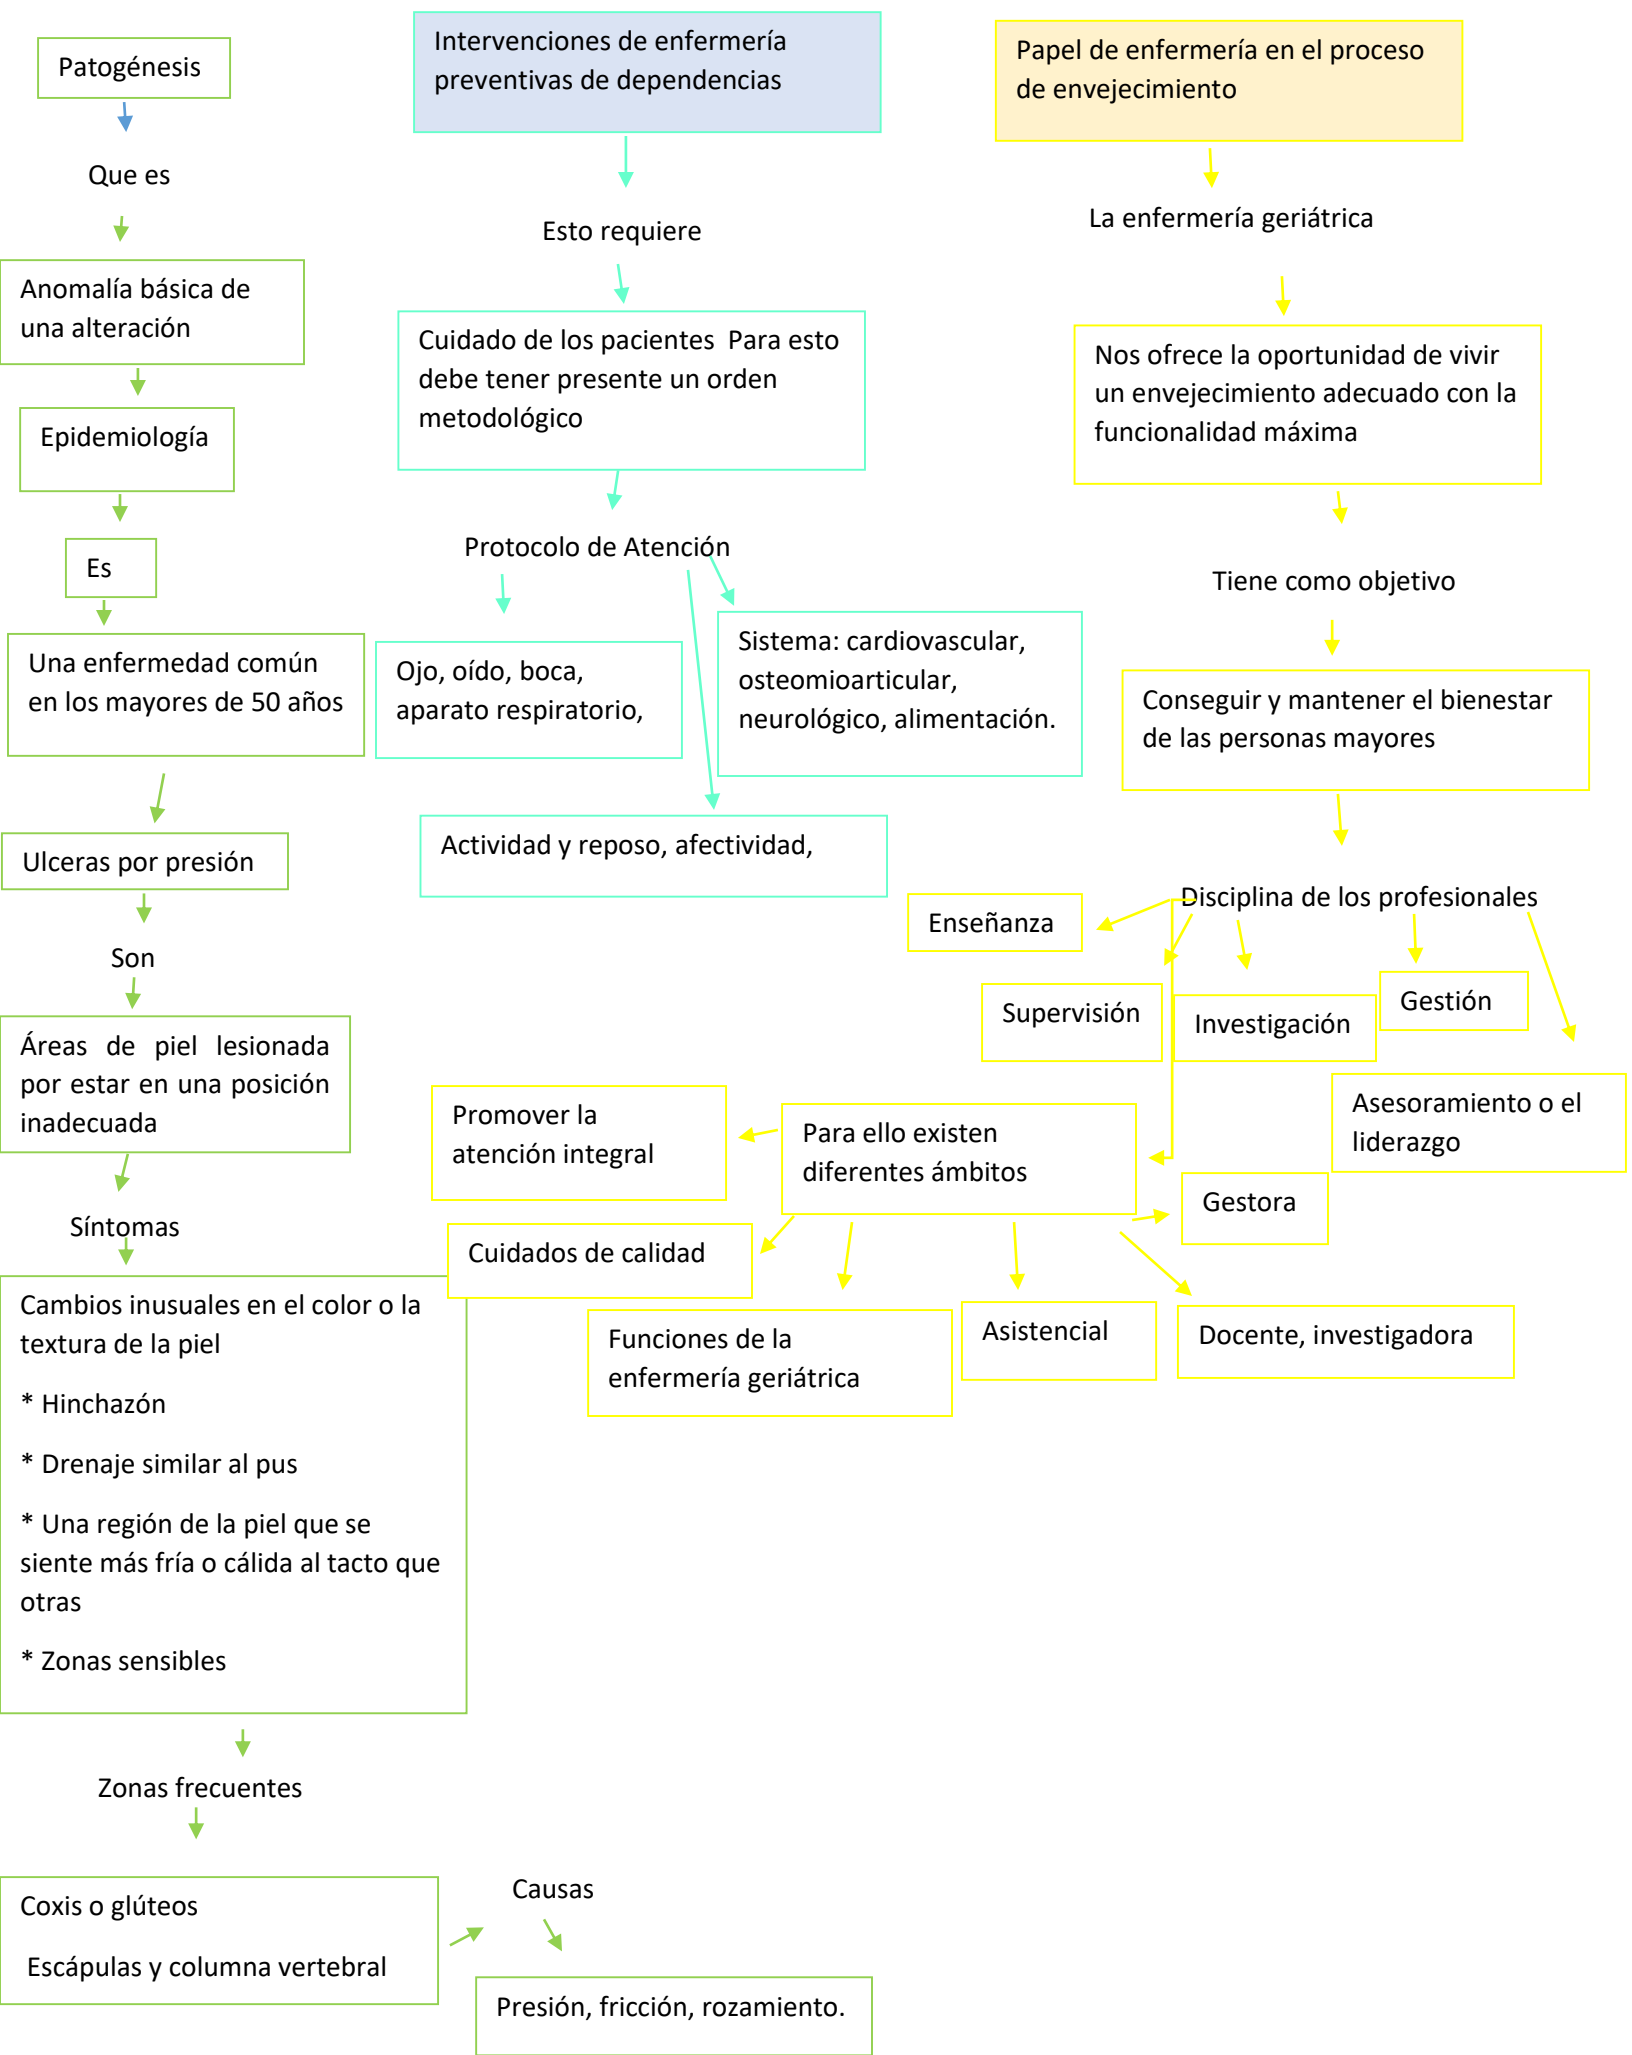 Patogénesis
Que es
Anomalía básica de
una alteración
Epidemiología
Es
Una enfermedad común
en los mayores de 50 años
Ulceras por presión
Son
Áreas de piel lesionada
por estar en una posición
inadecuada
Síntomas
Cambios inusuales en el color o la
textura de la piel
* Hinchazón
* Drenaje similar al pus
* Una región de la piel que se
siente más fría o cálida al tacto que
otras
* Zonas sensibles
Zonas frecuentes
Coxis o glúteos
Escápulas y columna vertebral
Causas
Presión, fricción, rozamiento.
Intervenciones de enfermería
preventivas de dependencias
Esto requiere
Cuidado de los pacientes  Para esto
debe tener presente un orden
metodológico
Protocolo de Atención
Ojo, oído, boca,
aparato respiratorio,
Sistema: cardiovascular,
osteomioarticular,
neurológico, alimentación.
Actividad y reposo, afectividad,
Papel de enfermería en el proceso
de envejecimiento
La enfermería geriátrica
Nos ofrece la oportunidad de vivir
un envejecimiento adecuado con la
funcionalidad máxima
Tiene como objetivo
Conseguir y mantener el bienestar
de las personas mayores
Disciplina de los profesionales
Enseñanza
Supervisión
Investigación
Gestión
Asesoramiento o el
liderazgo
Para ello existen
diferentes ámbitos
Promover la
atención integral
Cuidados de calidad
Funciones de la
enfermería geriátrica
Asistencial
Gestora
Docente, investigadora